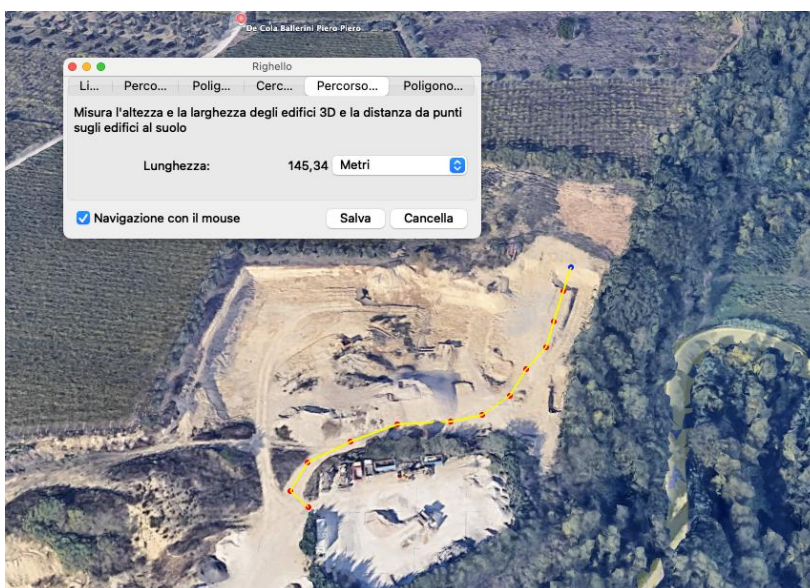 De Cola Ballerini Piero Piero
Righello
Li... Perco... Polig... Cerc... Percorso... Poligono...
Misura l'altezza e la larghezza degli edifici 3D e la distanza da punti
sugli edifici al suolo
Lunghezza: 145,34 Metri
Navigazione con il mouse Salva Cancella